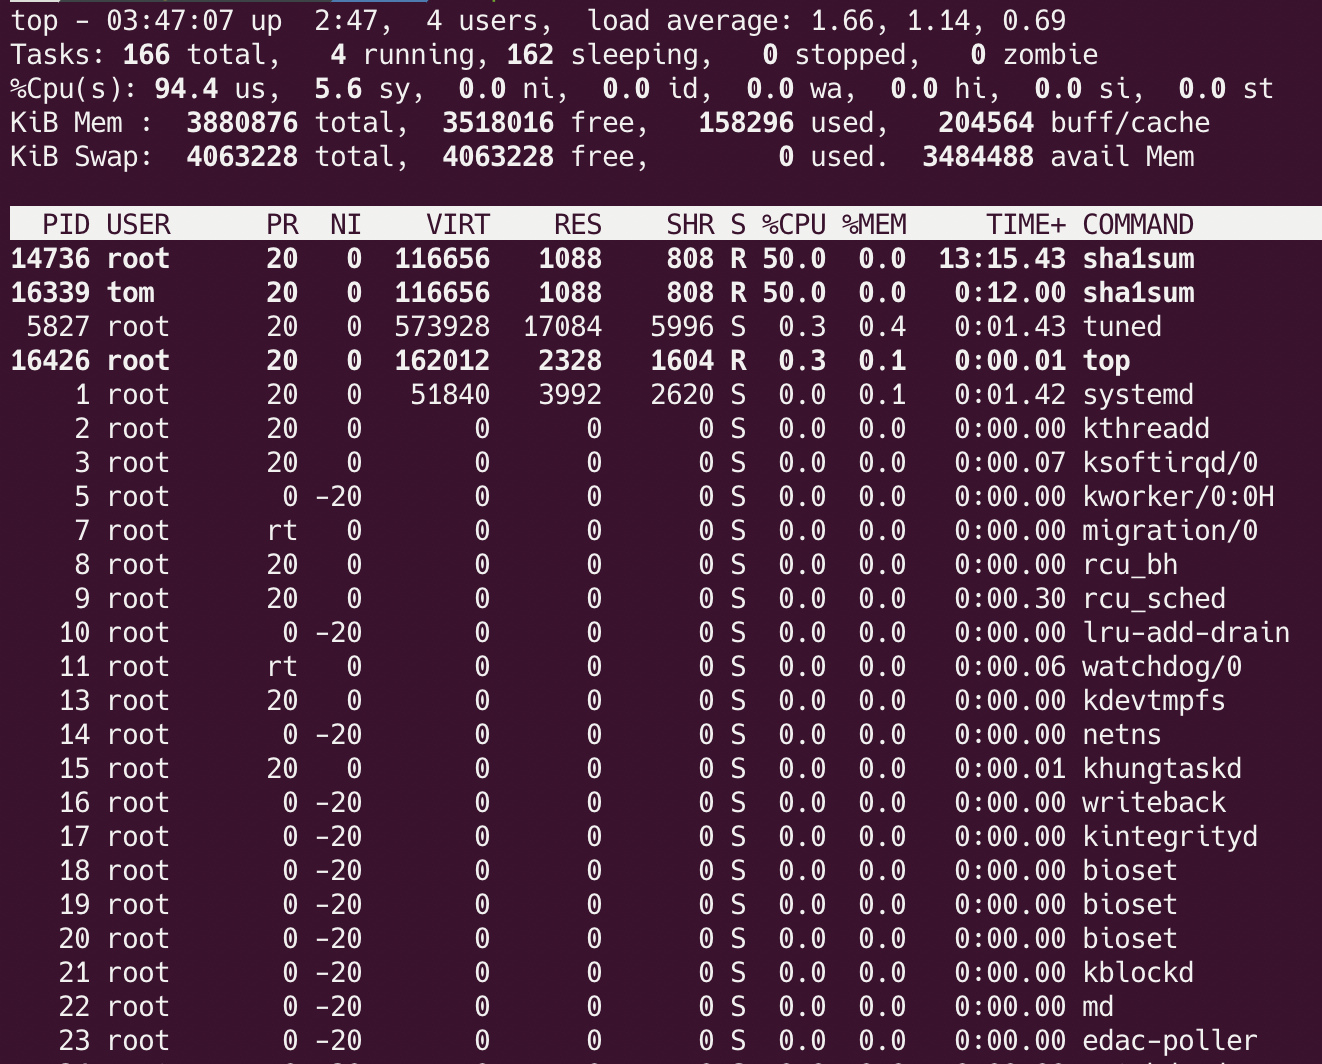 top - 03:47:07 up  2:47,  4 users,  load average: 1.66, 1.14, 0.69
Tasks: 166 total,   4 running, 162 sleeping,   0 stopped,   0 zombie
%Cpu(s): 94.4 us,  5.6 sy,  0.0 ni,  0.0 id,  0.0 wa,  0.0 hi,  0.0 si,  0.0 st
KiB Mem :  3880876 total,  3518016 free,   158296 used,   204564 buff/cache
KiB Swap:  4063228 total,  4063228 free,        0 used.  3484488 avail Mem
  PID USER      PR  NI    VIRT    RES    SHR S %CPU %MEM     TIME+ COMMAND
14736 root      20   0  116656   1088    808 R 50.0  0.0  13:15.43 sha1sum
16339 tom       20   0  116656   1088    808 R 50.0  0.0   0:12.00 sha1sum
 5827 root      20   0  573928  17084   5996 S  0.3  0.4   0:01.43 tuned
16426 root      20   0  162012   2328   1604 R  0.3  0.1   0:00.01 top
    1 root      20   0   51840   3992   2620 S  0.0  0.1   0:01.42 systemd
    2 root      20   0       0      0      0 S  0.0  0.0   0:00.00 kthreadd
    3 root      20   0       0      0      0 S  0.0  0.0   0:00.07 ksoftirqd/0
    5 root       0 -20       0      0      0 S  0.0  0.0   0:00.00 kworker/0:0H
    7 root      rt   0       0      0      0 S  0.0  0.0   0:00.00 migration/0
    8 root      20   0       0      0      0 S  0.0  0.0   0:00.00 rcu_bh
    9 root      20   0       0      0      0 S  0.0  0.0   0:00.30 rcu_sched
   10 root       0 -20       0      0      0 S  0.0  0.0   0:00.00 lru-add-drain
   11 root      rt   0       0      0      0 S  0.0  0.0   0:00.06 watchdog/0
   13 root      20   0       0      0      0 S  0.0  0.0   0:00.00 kdevtmpfs
   14 root       0 -20       0      0      0 S  0.0  0.0   0:00.00 netns
   15 root      20   0       0      0      0 S  0.0  0.0   0:00.01 khungtaskd
   16 root       0 -20       0      0      0 S  0.0  0.0   0:00.00 writeback
   17 root       0 -20       0      0      0 S  0.0  0.0   0:00.00 kintegrityd
   18 root       0 -20       0      0      0 S  0.0  0.0   0:00.00 bioset
   19 root       0 -20       0      0      0 S  0.0  0.0   0:00.00 bioset
   20 root       0 -20       0      0      0 S  0.0  0.0   0:00.00 bioset
   21 root       0 -20       0      0      0 S  0.0  0.0   0:00.00 kblockd
   22 root       0 -20       0      0      0 S  0.0  0.0   0:00.00 md
   23 root       0 -20       0      0      0 S  0.0  0.0   0:00.00 edac-poller